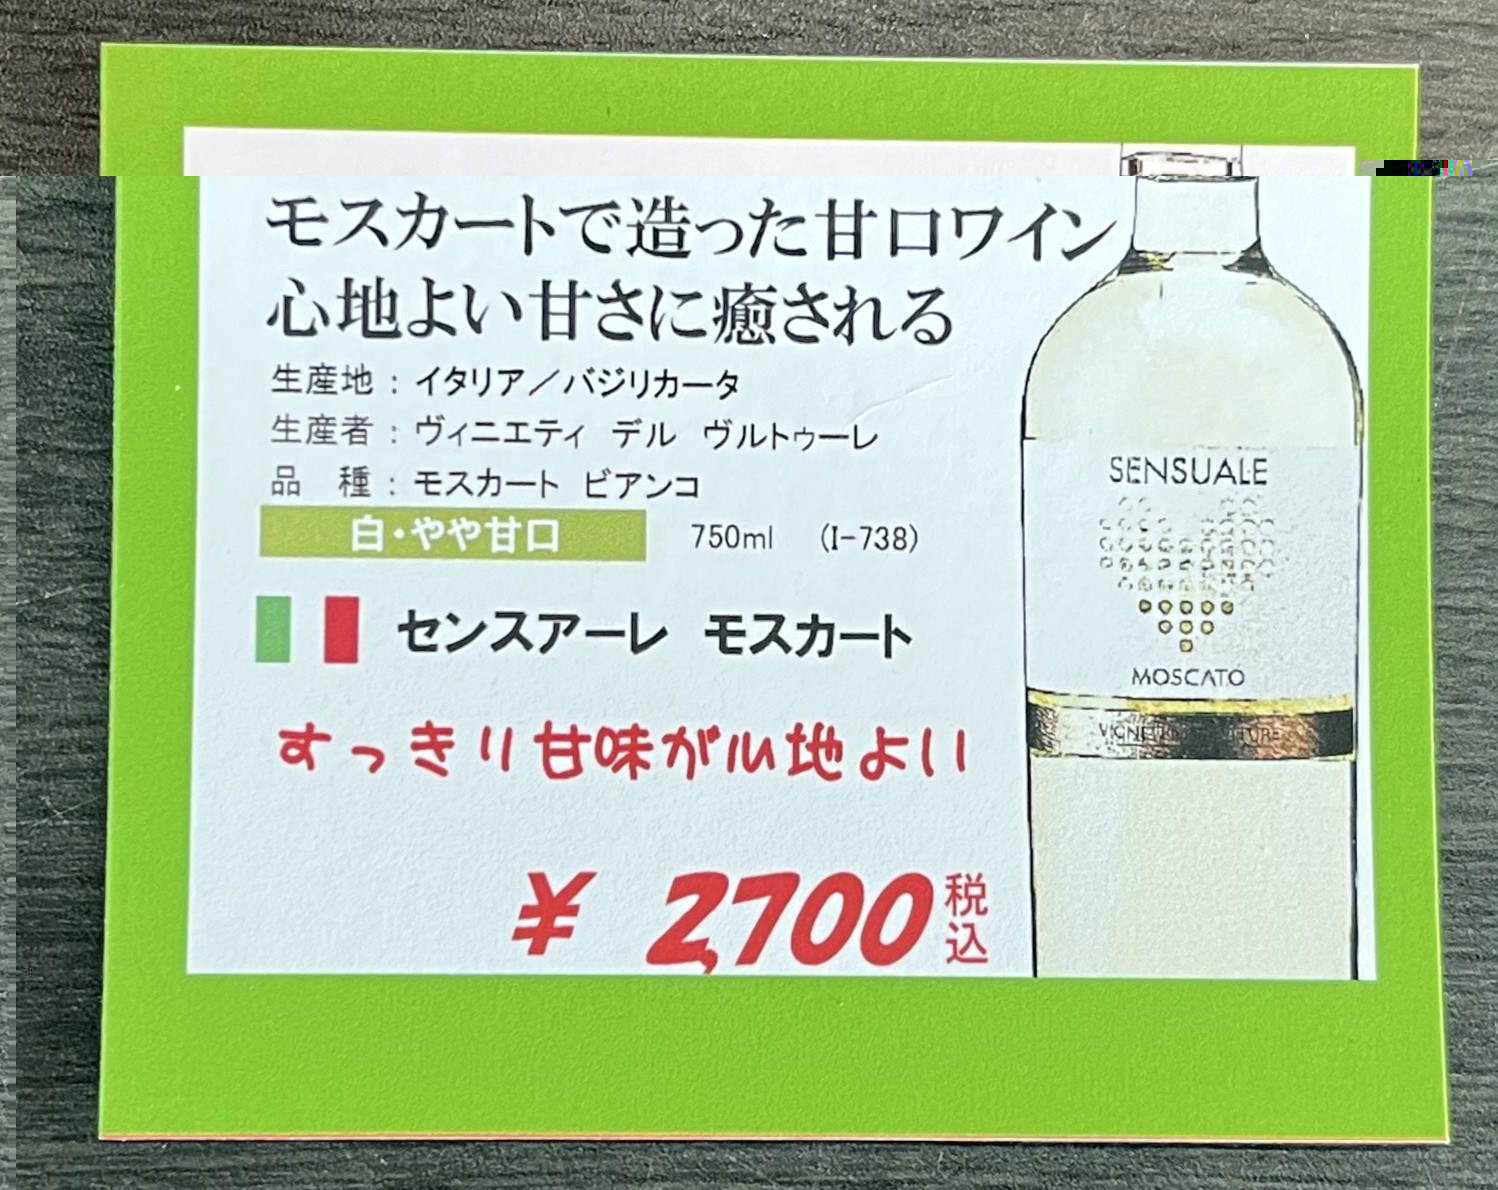 モスカートで造った甘口ワイン
心地よい甘さに癒される
生産地：イタリア／バジリカータ
生産者：ヴィニエティ デル ヴルトゥーレ
品 種：モスカート ビアンコ
白・やや甘口 750ml (I-738)
センスアーレ モスカート
すっきり甘味が心地よい
¥ 2,700 税込
SENSUALE
MOSCATO